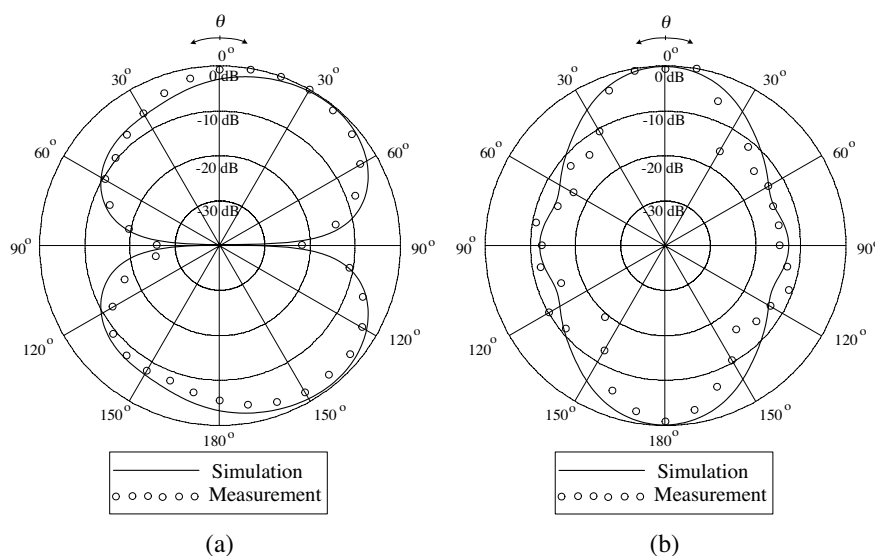 θ
0°
0 dB
-10 dB
-20 dB
-30 dB
30°
30°
60°
60°
90°
90°
120°
120°
150°
150°
180°
Simulation
Measurement
(a)
θ
0°
0 dB
-10 dB
-20 dB
-30 dB
30°
30°
60°
60°
90°
90°
120°
120°
150°
150°
180°
Simulation
Measurement
(b)